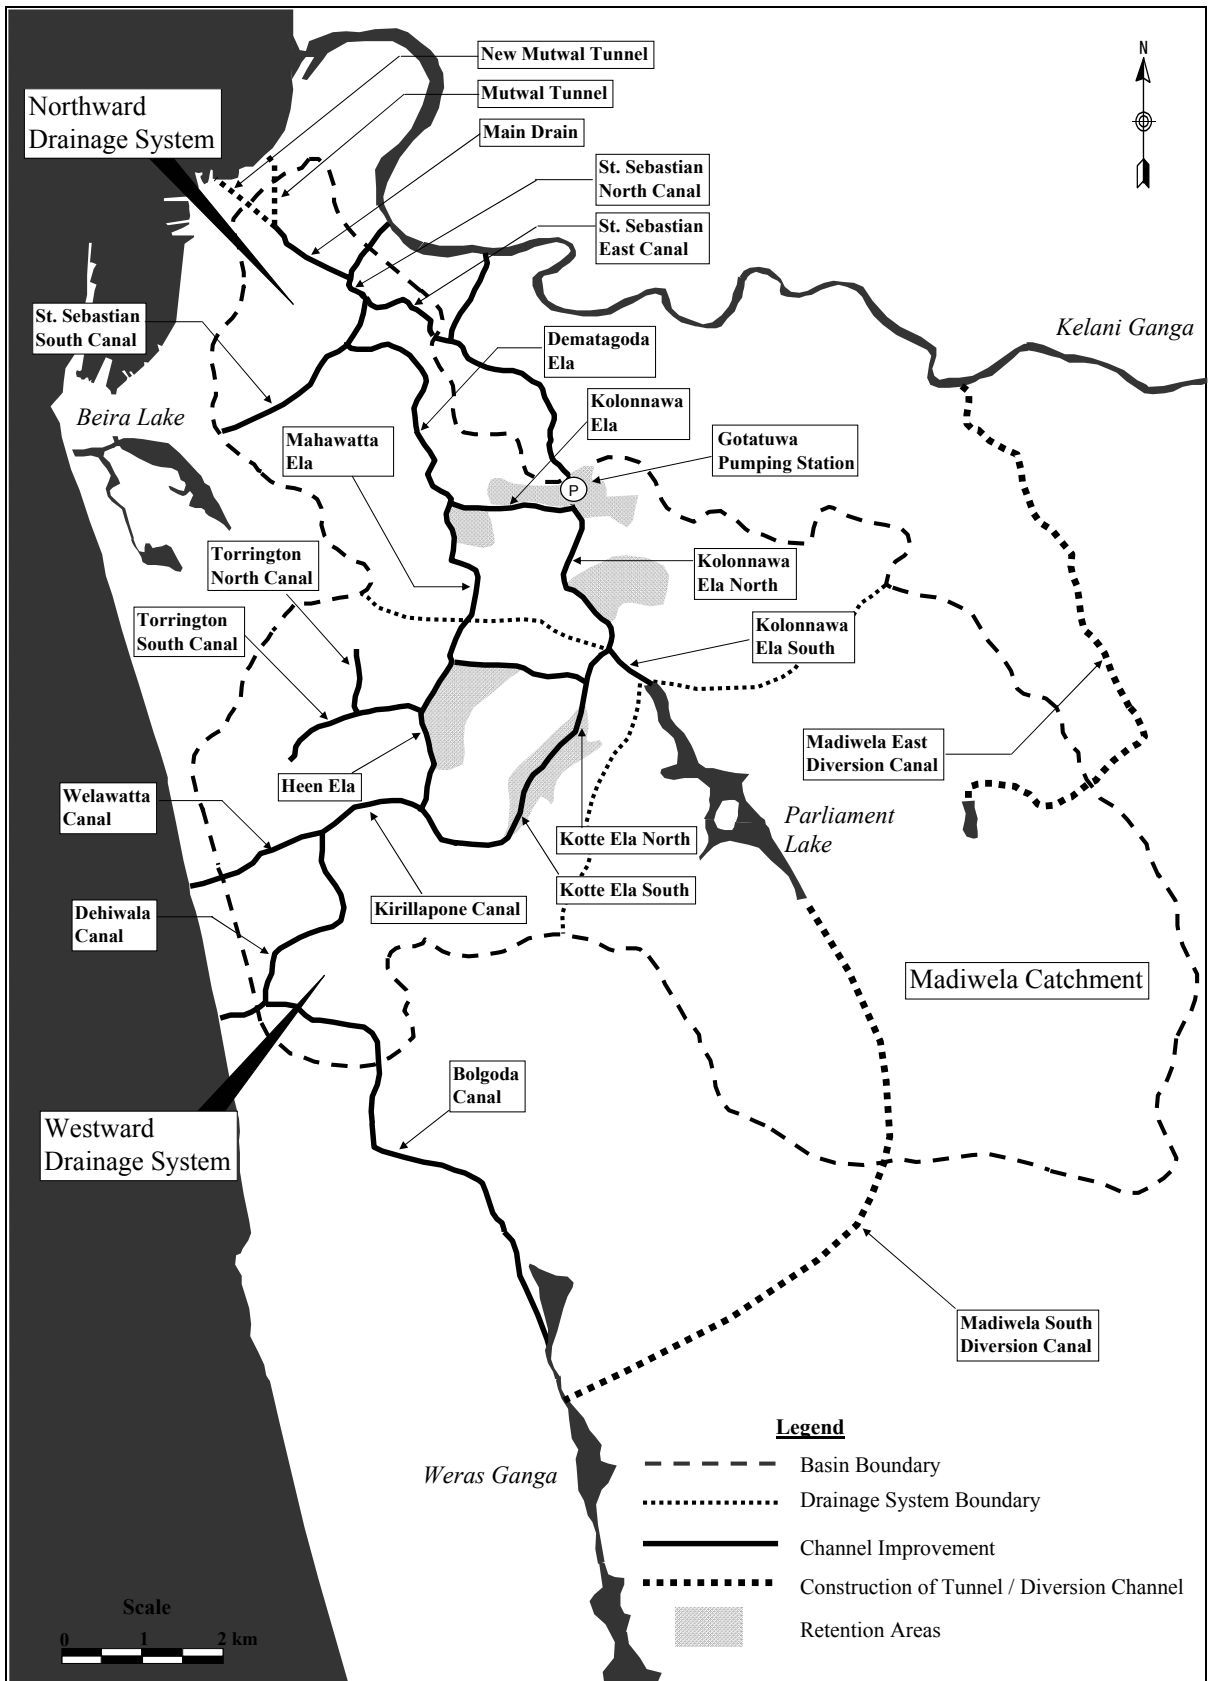 N
New Mutwal Tunnel
Mutwal Tunnel
Main Drain
Northward
Drainage System
St. Sebastian
North Canal
St. Sebastian
East Canal
St. Sebastian
South Canal
Kelani Ganga
Dematagoda
Ela
Beira Lake
Kolonnawa
Ela
Mahawatta
Ela
Gotatuwa
Pumping Station
P
Torrington
North Canal
Kolonnawa
Ela North
Torrington
South Canal
Kolonnawa
Ela South
Madiwela East
Diversion Canal
Heen Ela
Welawatta
Canal
Parliament
Lake
Kotte Ela North
Kotte Ela South
Kirillapone Canal
Dehiwala
Canal
Madiwela Catchment
Bolgoda
Canal
Westward
Drainage System
Madiwela South
Diversion Canal
Weras Ganga
Legend
Basin Boundary
Drainage System Boundary
Channel Improvement
Construction of Tunnel / Diversion Channel
Retention Areas
Scale
0 1 2 km